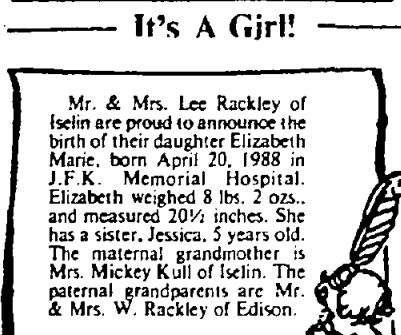 It's A Girl!
Mr. & Mrs. Lee Rackley of
Iselin are proud to announce the
birth of their daughter Elizabeth
Marie, born April 20, 1988 in
J.F.K. Memorial Hospital.
Elizabeth weighed 8 lbs. 2 ozs.,
and measured 20½ inches. She
has a sister, Jessica, 5 years old.
The maternal grandmother is
Mrs. Mickey Kull of Iselin. The
paternal grandparents are Mr.
& Mrs. W. Rackley of Edison.